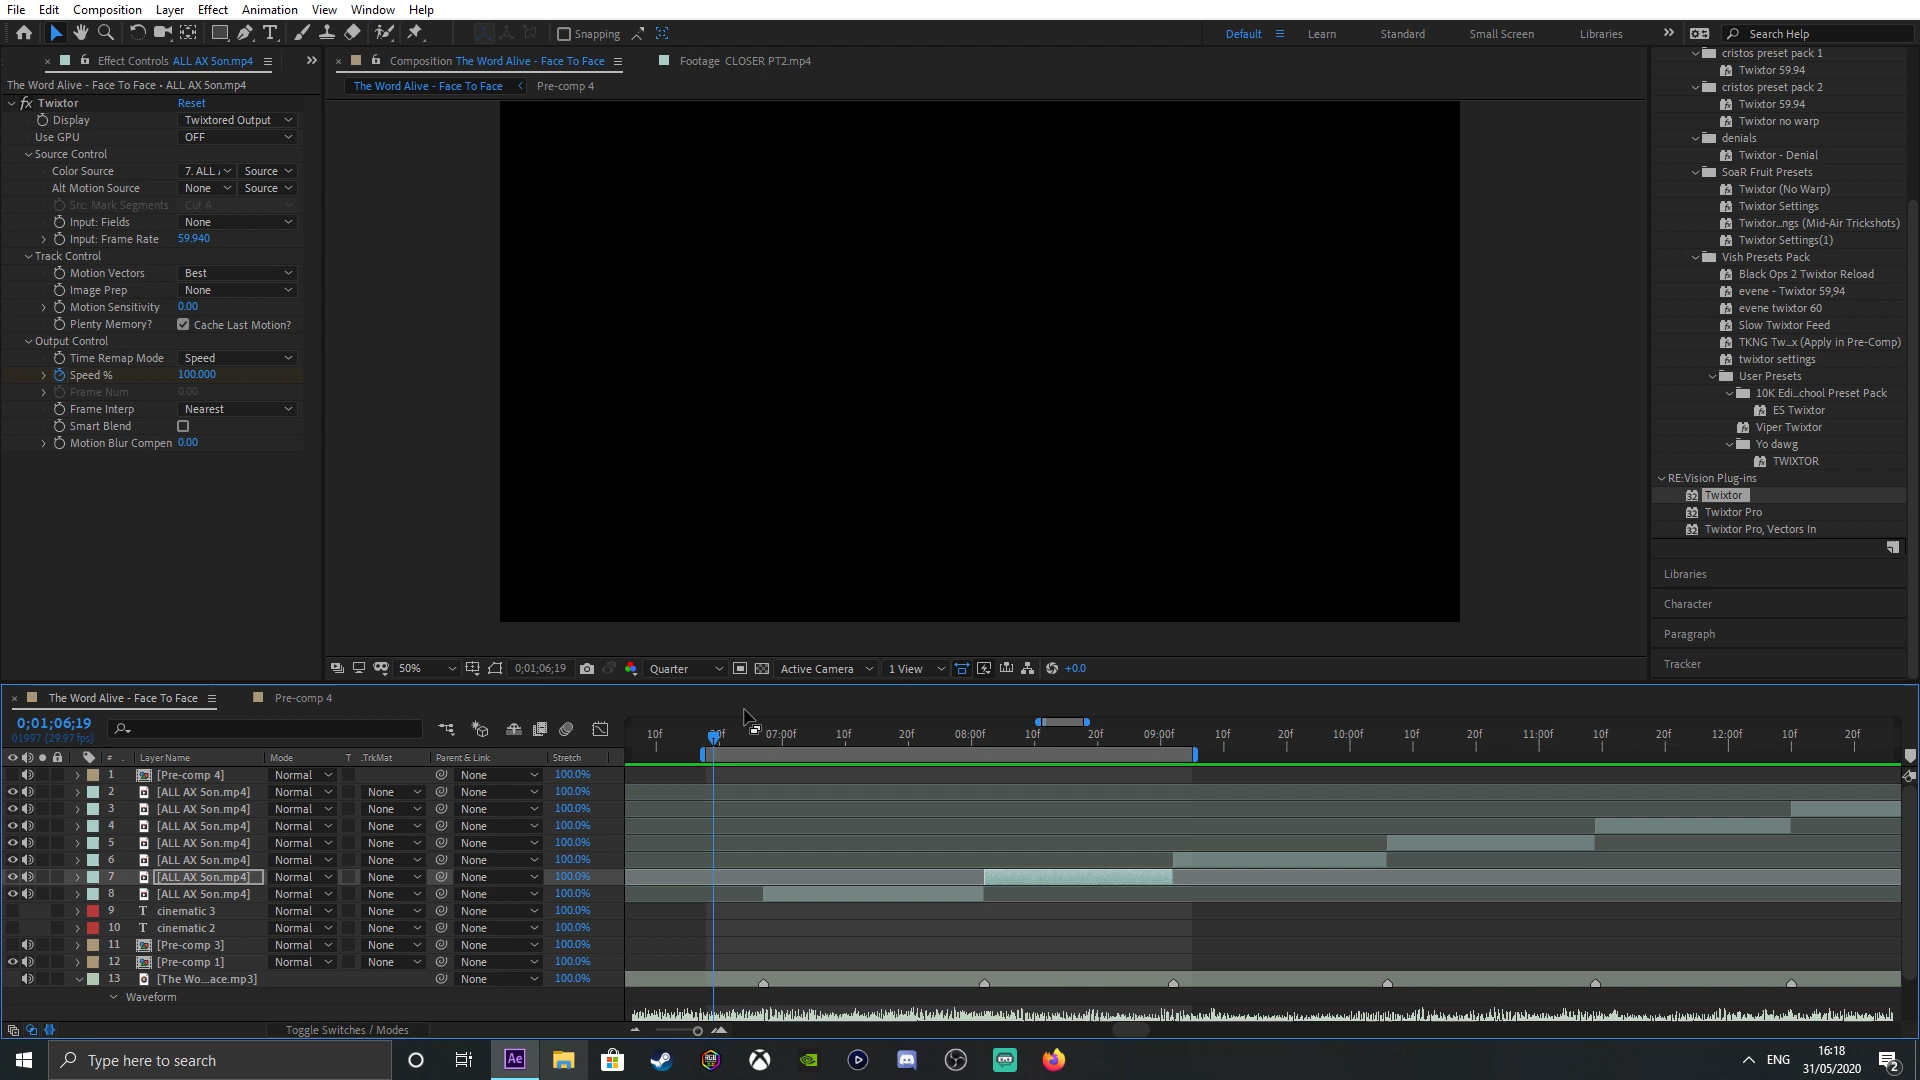 File Edit Composition Layer Effect Animation View Window Help
Snapping
Default Learn Standard Small Screen Libraries Search Help
Effect Controls ALL AX 5on.mp4
Composition The Word Alive - Face To Face
Footage CLOSER PT2.mp4
The Word Alive - Face To Face • ALL AX 5on.mp4
The Word Alive - Face To Face Pre-comp 4
fx Twixtor Reset
Display Twixtored Output
Use GPU OFF
Source Control
Color Source 7. ALL Source
Alt Motion Source None Source
Src: Mark Segments Cut A
Input: Fields None
Input: Frame Rate 59.940
Track Control
Motion Vectors Best
Image Prep None
Motion Sensitivity 0.00
Plenty Memory? Cache Last Motion?
Output Control
Time Remap Mode Speed
Speed % 100.000
Frame Num 0.00
Frame Interp Nearest
Smart Blend
Motion Blur Compen 0.00
cristos preset pack 1
Twixtor 59.94
cristos preset pack 2
Twixtor 59.94
Twixtor no warp
denials
Twixtor - Denial
SoaR Fruit Presets
Twixtor (No Warp)
Twixtor Settings
Twixtor...ngs (Mid-Air Trickshots)
Twixtor Settings(1)
Vish Presets Pack
Black Ops 2 Twixtor Reload
evene - Twixtor 59,94
evene twixtor 60
Slow Twixtor Feed
TKNG Tw...x (Apply in Pre-Comp)
twixtor settings
User Presets
10K Edi...chool Preset Pack
ES Twixtor
Viper Twixtor
Yo dawg
TWIXTOR
RE:Vision Plug-ins
32 Twixtor
32 Twixtor Pro
32 Twixtor Pro, Vectors In
Libraries
Character
Paragraph
Tracker
50% 0;01;06;19 Quarter Active Camera 1 View +0.0
The Word Alive - Face To Face Pre-comp 4
0;01;06;19
01997 (29.97 fps)
10f 20f 07:00f 10f 20f 08:00f 10f 20f 09:00f 10f 20f 10:00f 10f 20f 11:00f 10f 20f 12:00f 10f 20f
# Layer Name Mode T .TrkMat Parent & Link Stretch
1 [Pre-comp 4] Normal None 100.0%
2 [ALL AX 5on.mp4] Normal None None 100.0%
3 [ALL AX 5on.mp4] Normal None None 100.0%
4 [ALL AX 5on.mp4] Normal None None 100.0%
5 [ALL AX 5on.mp4] Normal None None 100.0%
6 [ALL AX 5on.mp4] Normal None None 100.0%
7 [ALL AX 5on.mp4] Normal None None 100.0%
8 [ALL AX 5on.mp4] Normal None None 100.0%
9 T cinematic 3 Normal None None 100.0%
10 T cinematic 2 Normal None None 100.0%
11 [Pre-comp 3] Normal None None 100.0%
12 [Pre-comp 1] Normal None None 100.0%
13 [The Wo...ace.mp3] None 100.0%
Waveform
Toggle Switches / Modes
Type here to search
Ae
ENG
16:18
31/05/2020
2